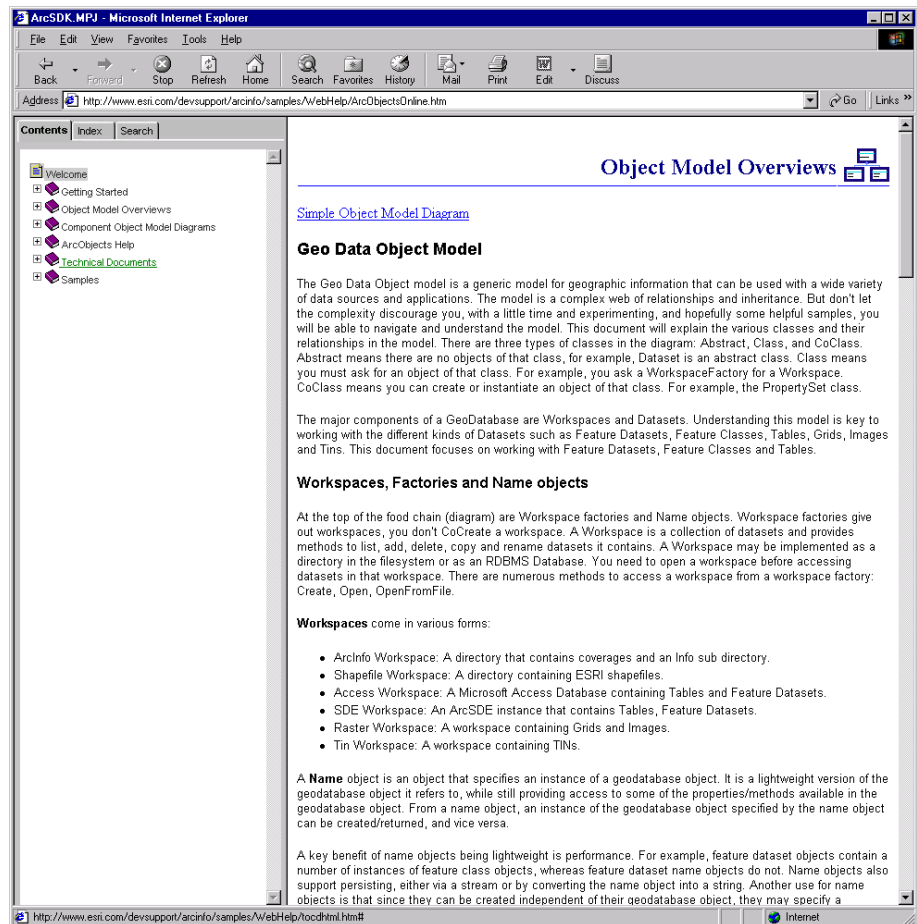 ArcSDK.MPJ - Microsoft Internet Explorer
File Edit View Favorites Tools Help
Back Forward Stop Refresh Home Search Favorites History Mail Print Edit Discuss
Address http://www.esri.com/devsupport/arcinfo/samples/WebHelp/ArcObjectsOnline.htm Go Links »
Contents Index Search
Welcome
Getting Started
Object Model Overviews
Component Object Model Diagrams
ArcObjects Help
Technical Documents
Samples
Object Model Overviews
Simple Object Model Diagram
Geo Data Object Model
The Geo Data Object model is a generic model for geographic information that can be used with a wide variety
of data sources and applications. The model is a complex web of relationships and inheritance. But don't let
the complexity discourage you, with a little time and experimenting, and hopefully some helpful samples, you
will be able to navigate and understand the model. This document will explain the various classes and their
relationships in the model. There are three types of classes in the diagram: Abstract, Class, and CoClass.
Abstract means there are no objects of that class, for example, Dataset is an abstract class. Class means
you must ask for an object of that class. For example, you ask a WorkspaceFactory for a Workspace.
CoClass means you can create or instantiate an object of that class. For example, the PropertySet class.
The major components of a GeoDatabase are Workspaces and Datasets. Understanding this model is key to
working with the different kinds of Datasets such as Feature Datasets, Feature Classes, Tables, Grids, Images
and Tins. This document focuses on working with Feature Datasets, Feature Classes and Tables.
Workspaces, Factories and Name objects
At the top of the food chain (diagram) are Workspace factories and Name objects. Workspace factories give
out workspaces, you don't CoCreate a workspace. A Workspace is a collection of datasets and provides
methods to list, add, delete, copy and rename datasets it contains. A Workspace may be implemented as a
directory in the filesystem or as an RDBMS Database. You need to open a workspace before accessing
datasets in that workspace. There are numerous methods to access a workspace from a workspace factory:
Create, Open, OpenFromFile.
Workspaces come in various forms:
• ArcInfo Workspace: A directory that contains coverages and an Info sub directory.
• Shapefile Workspace: A directory containing ESRI shapefiles.
• Access Workspace: A Microsoft Access Database containing Tables and Feature Datasets.
• SDE Workspace: An ArcSDE instance that contains Tables, Feature Datasets.
• Raster Workspace: A workspace containing Grids and Images.
• Tin Workspace: A workspace containing TINs.
A Name object is an object that specifies an instance of a geodatabase object. It is a lightweight version of the
geodatabase object it refers to, while still providing access to some of the properties/methods available in the
geodatabase object. From a name object, an instance of the geodatabase object specified by the name object
can be created/returned, and vice versa.
A key benefit of name objects being lightweight is performance. For example, feature dataset objects contain a
number of instances of feature class objects, whereas feature dataset name objects do not. Name objects also
support persisting, either via a stream or by converting the name object into a string. Another use for name
objects is that since they can be created independent of their geodatabase object, they may specify a
http://www.esri.com/devsupport/arcinfo/samples/WebHelp/tocdhtml.htm# Internet